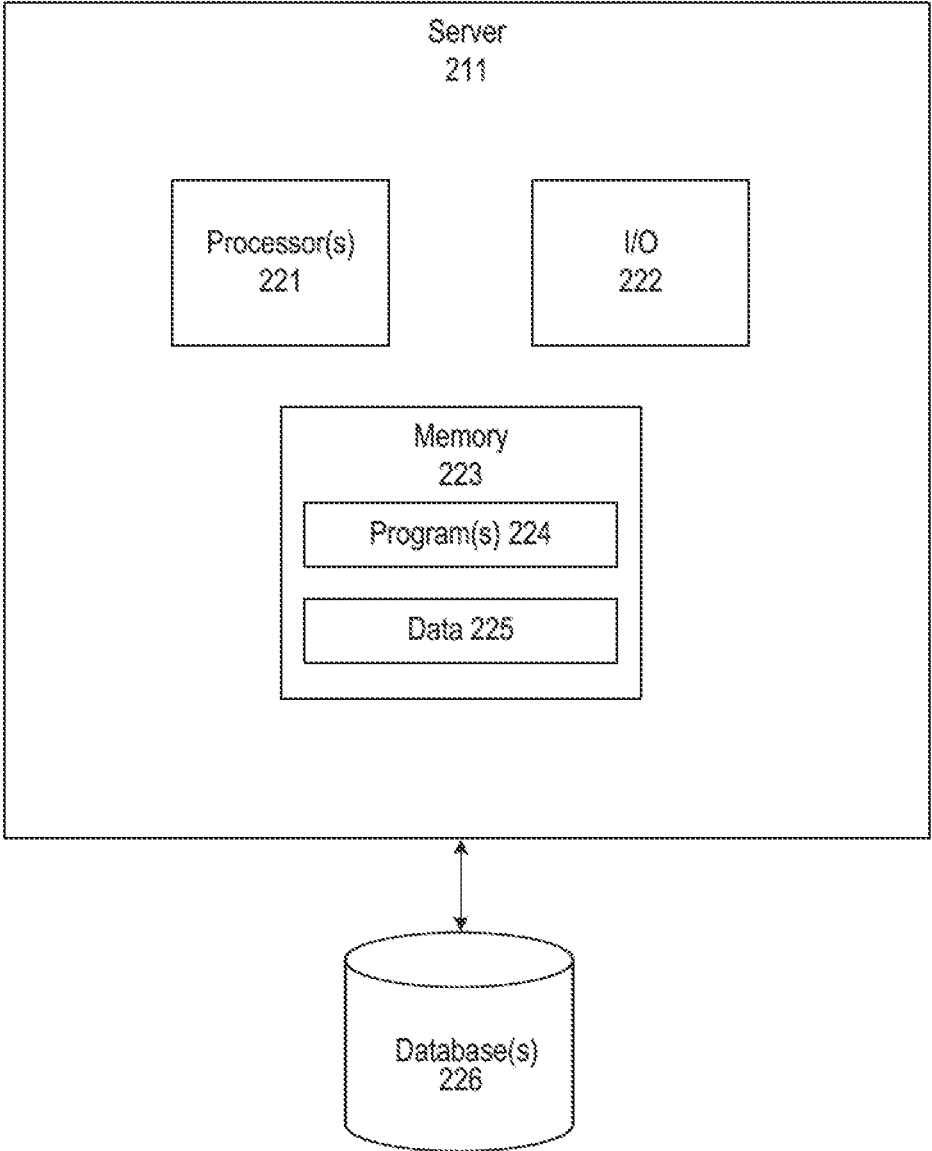 Server
211
Processor(s)
221
I/O
222
Memory
223
Program(s) 224
Data 225
Database(s)
226